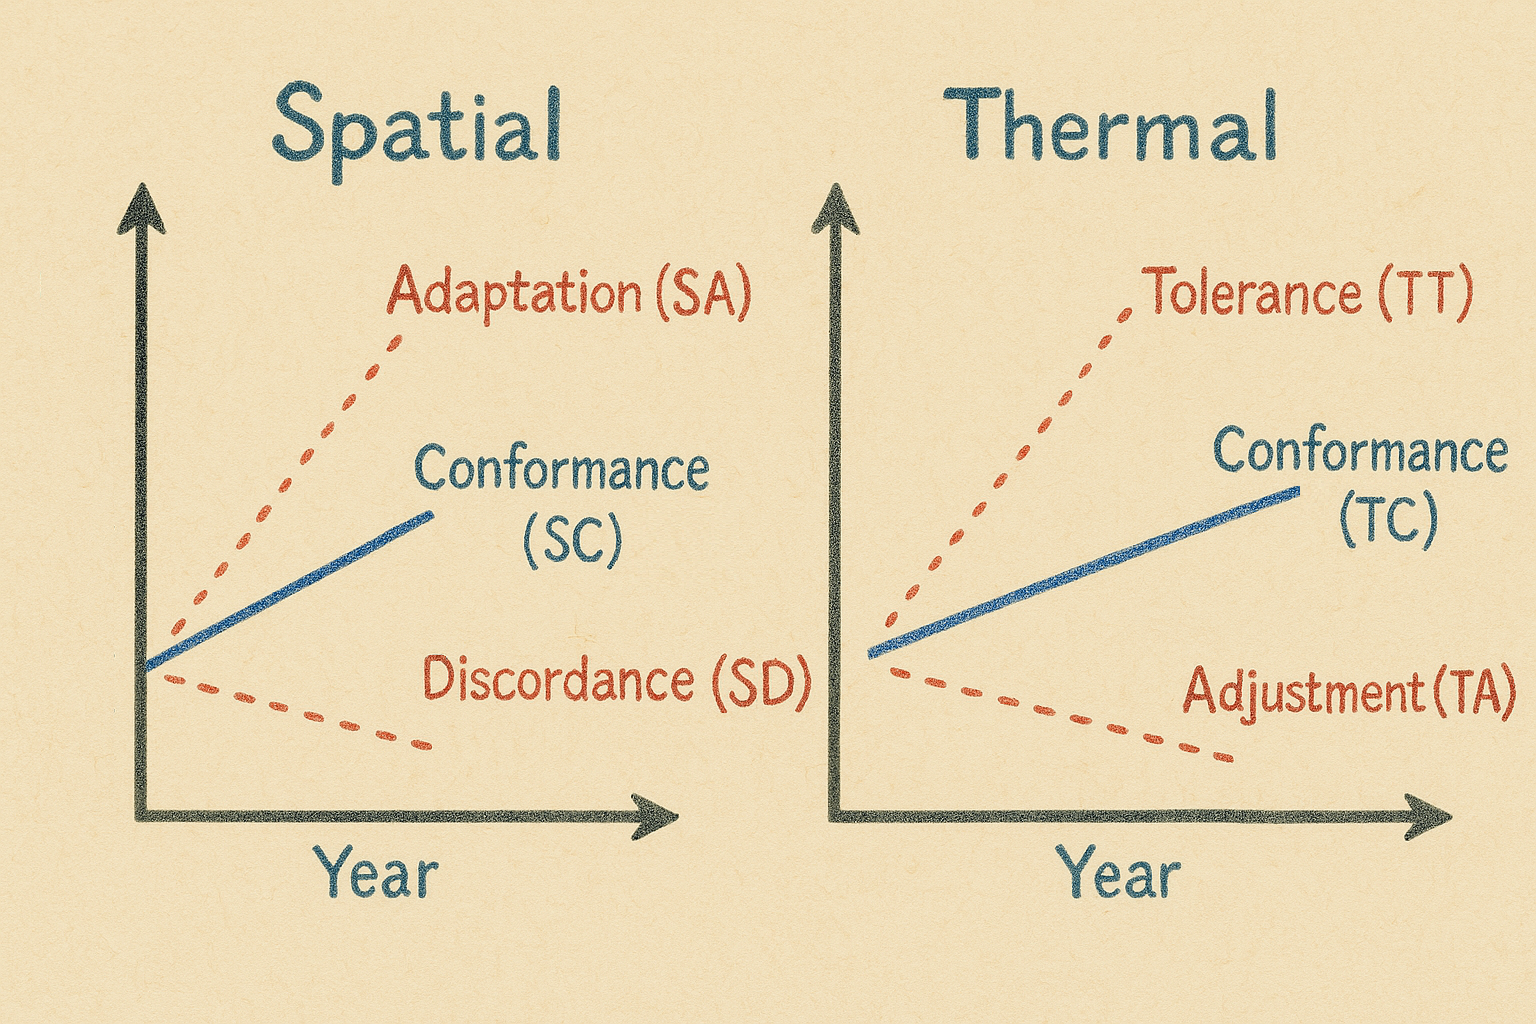 Spatial
Adaptation (SA)
Conformance
(SC)
Discordance (SD)
Year
Thermal
Tolerance (TT)
Conformance
(TC)
Adjustment (TA)
Year